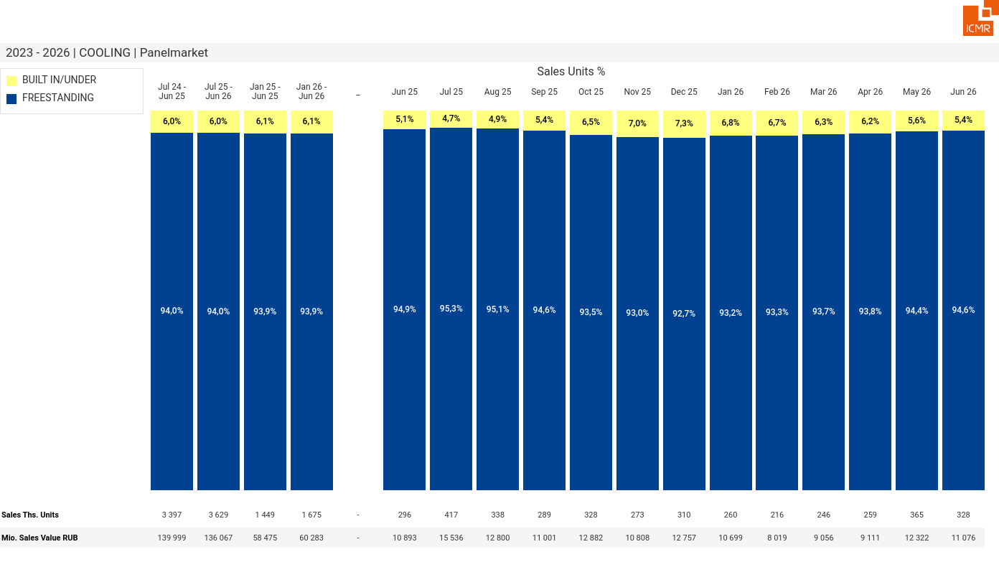 ICMR
2023 - 2026 | COOLING | Panelmarket
BUILT IN/UNDER
FREESTANDING
Sales Units %
Jul 24 - Jul 25 - Jan 25 - Jan 26 -
Jun 25 Jun 26 Jun 25 Jun 26 – Jun 25 Jul 25 Aug 25 Sep 25 Oct 25 Nov 25 Dec 25 Jan 26 Feb 26 Mar 26 Apr 26 May 26 Jun 26
6,0% 6,0% 6,1% 6,1% 5,1% 4,7% 4,9% 5,4% 6,5% 7,0% 7,3% 6,8% 6,7% 6,3% 6,2% 5,6% 5,4%
94,0% 94,0% 93,9% 93,9% 94,9% 95,3% 95,1% 94,6% 93,5% 93,0% 92,7% 93,2% 93,3% 93,7% 93,8% 94,4% 94,6%
Sales Ths. Units 3 397 3 629 1 449 1 675 - 296 417 338 289 328 273 310 260 216 246 259 365 328
Mio. Sales Value RUB 139 999 136 067 58 475 60 283 - 10 893 15 536 12 800 11 001 12 882 10 808 12 757 10 699 8 019 9 056 9 111 12 322 11 076